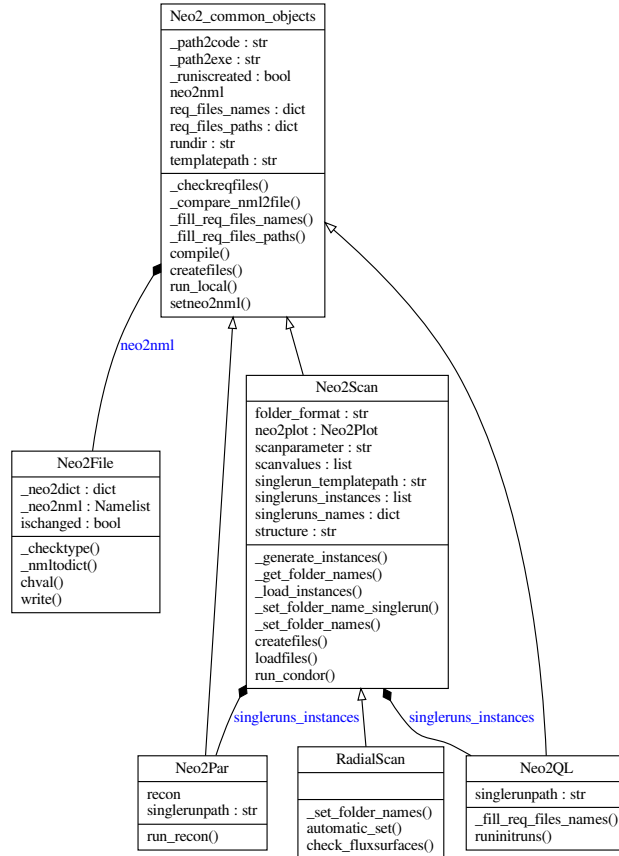 Neo2_common_objects
_path2code : str
_path2exe : str
_runiscreated : bool
neo2nml
req_files_names : dict
req_files_paths : dict
rundir : str
templatepath : str
_checkreqfiles()
_compare_nml2file()
_fill_req_files_names()
_fill_req_files_paths()
compile()
createfiles()
run_local()
setneo2nml()
neo2nml
Neo2Scan
folder_format : str
neo2plot : Neo2Plot
scanparameter : str
scanvalues : list
singlerun_templatepath : str
singleruns_instances : list
singleruns_names : dict
structure : str
_generate_instances()
_get_folder_names()
_load_instances()
_set_folder_name_singlerun()
_set_folder_names()
createfiles()
loadfiles()
run_condor()
Neo2File
_neo2dict : dict
_neo2nml : Namelist
ischanged : bool
_checktype()
_nmltodict()
chval()
write()
singleruns_instances
singleruns_instances
Neo2Par
recon
singlerunpath : str
run_recon()
RadialScan
_set_folder_names()
automatic_set()
check_fluxsurfaces()
Neo2QL
singlerunpath : str
_fill_req_files_names()
runinitruns()